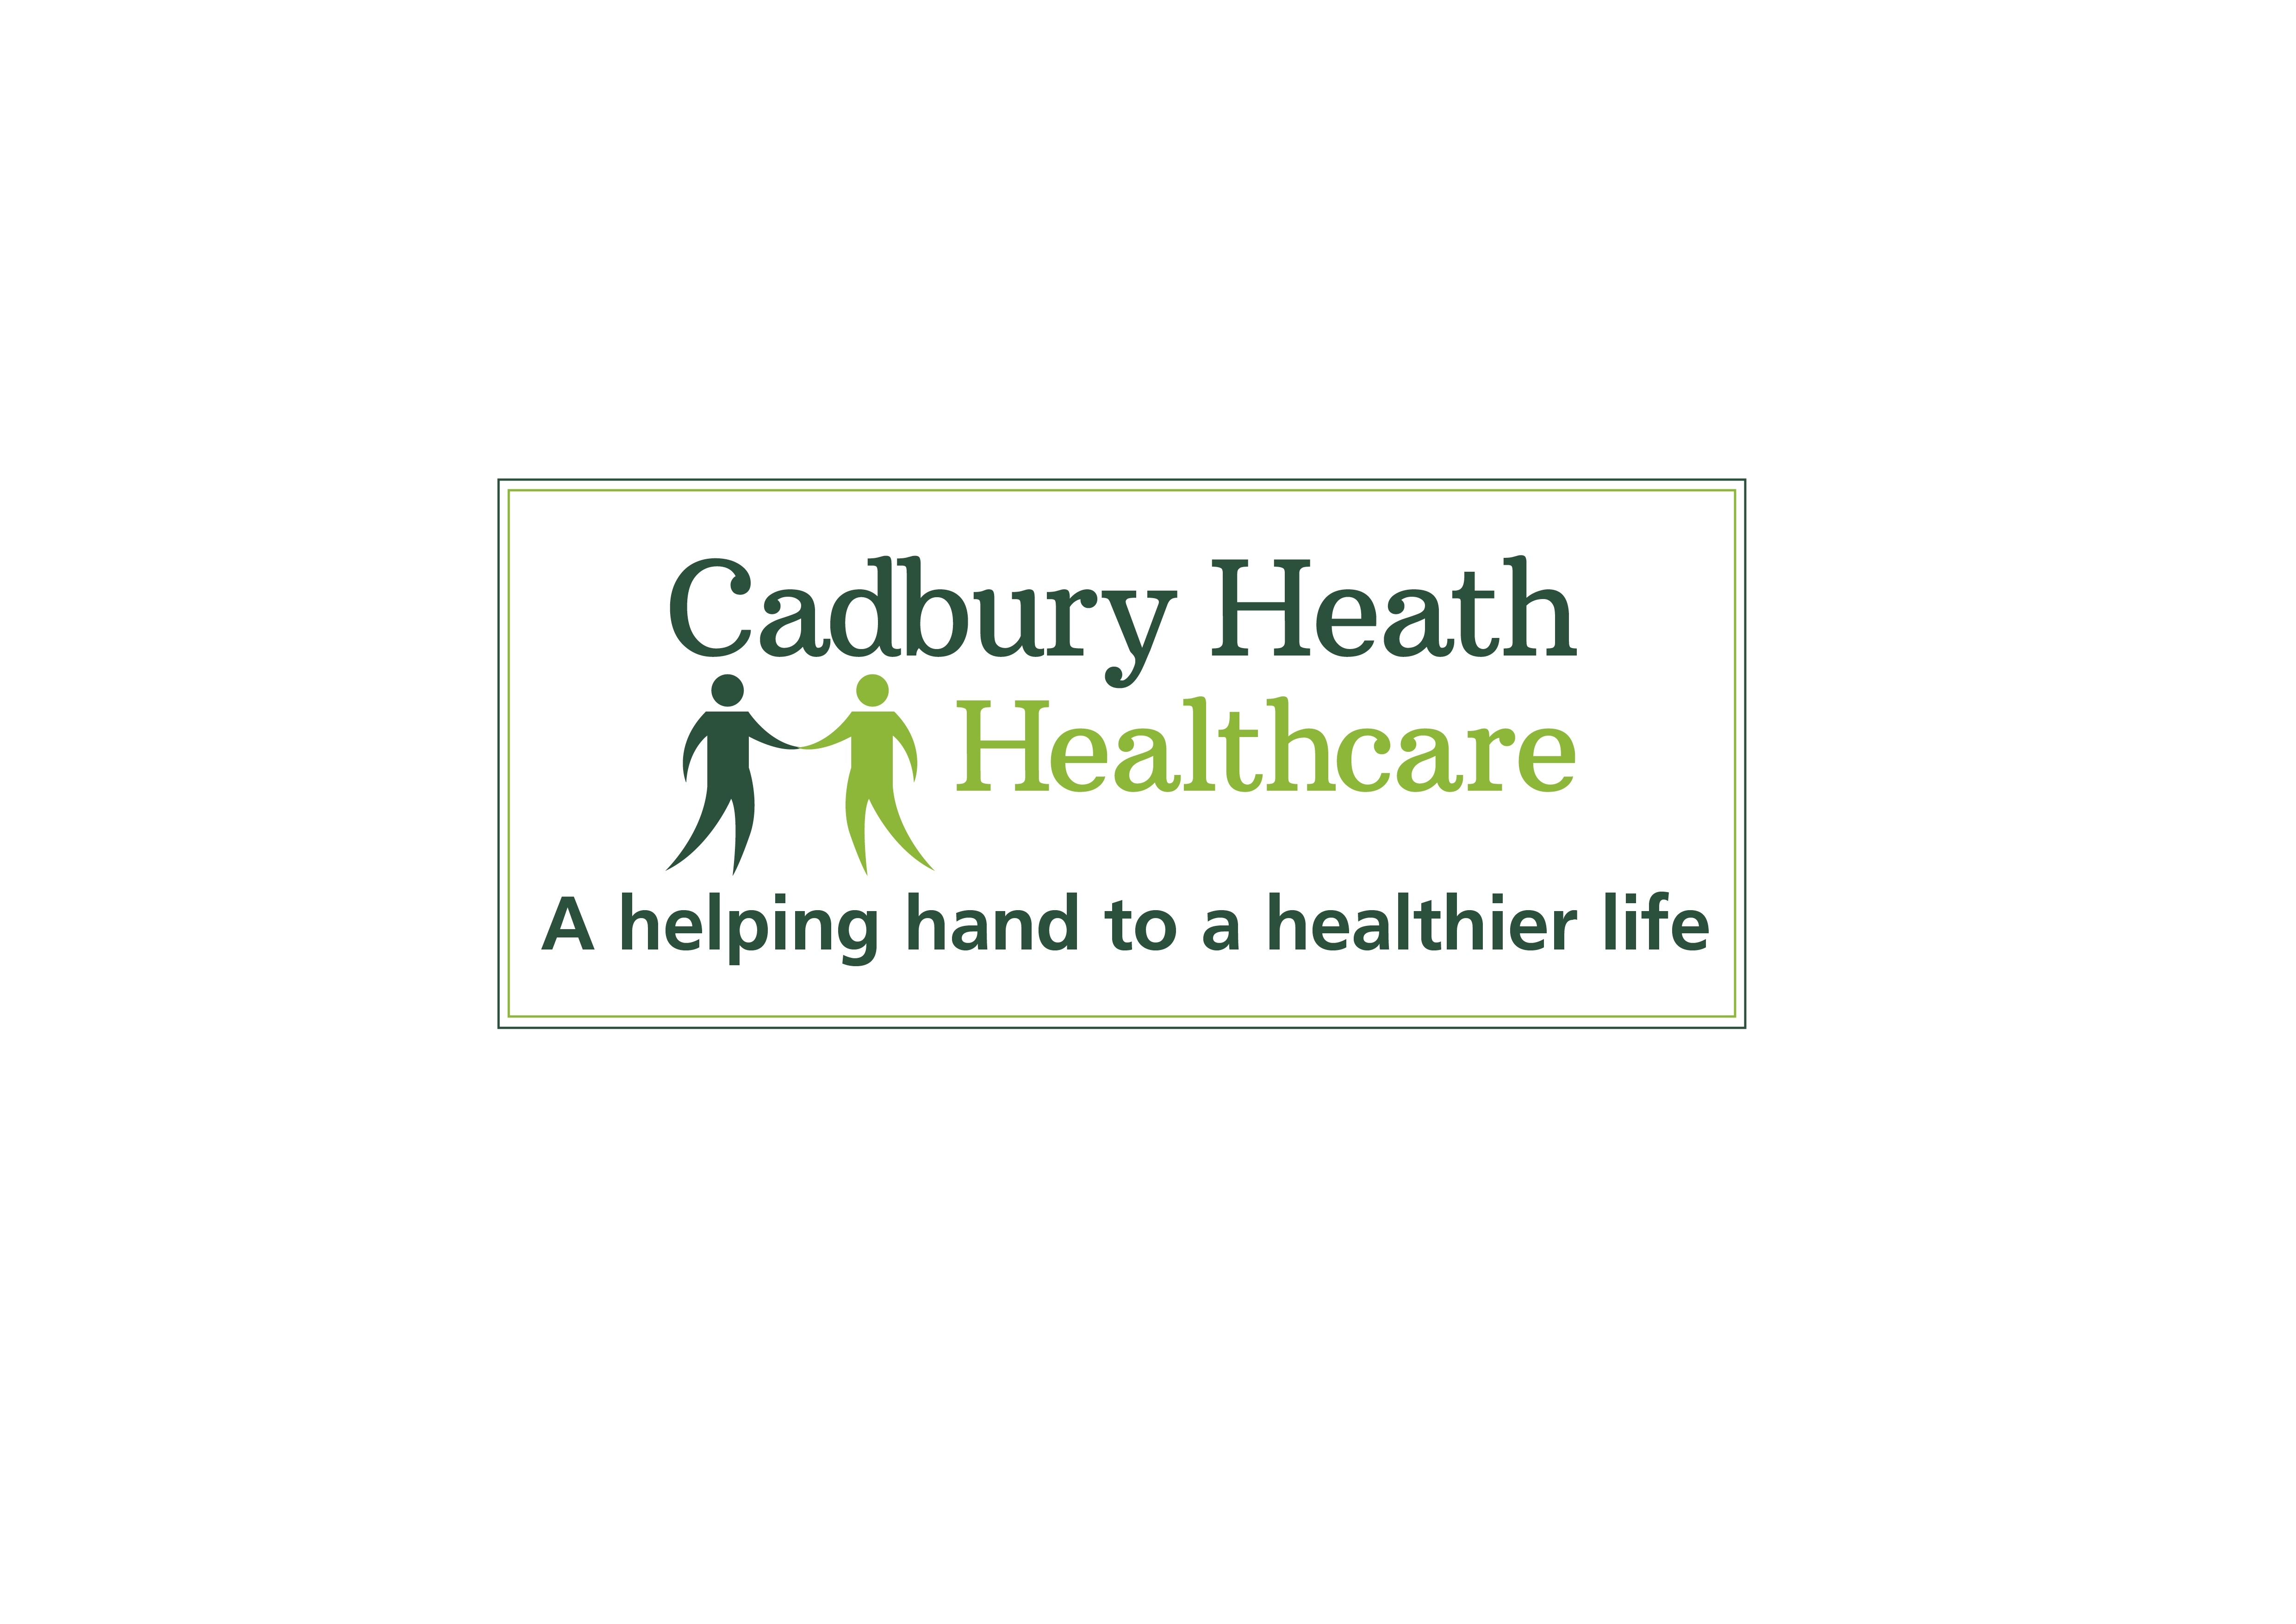 Cadbury Heath
Healthcare
A helping hand to a healthier life